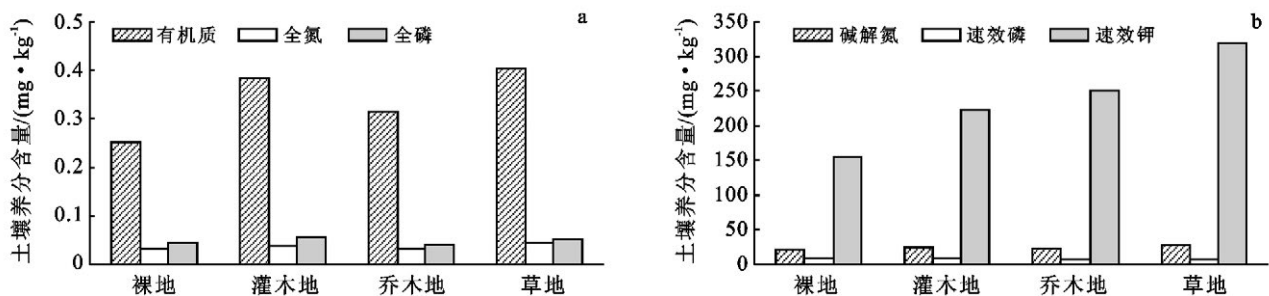 a
土壤养分含量/(mg·kg⁻¹)
0.5
0.4
0.3
0.2
0.1
0
有机质 全氮 全磷
裸地 灌木地 乔木地 草地
b
土壤养分含量/(mg·kg⁻¹)
350
300
250
200
150
100
50
0
碱解氮 速效磷 速效钾
裸地 灌木地 乔木地 草地